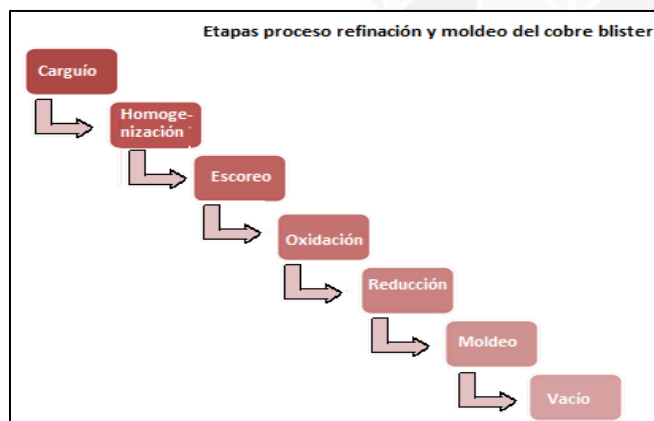 Etapas proceso refinación y moldeo del cobre blister
Carguío
Homoge-
nización
Escoreo
Oxidación
Reducción
Moldeo
Vacío